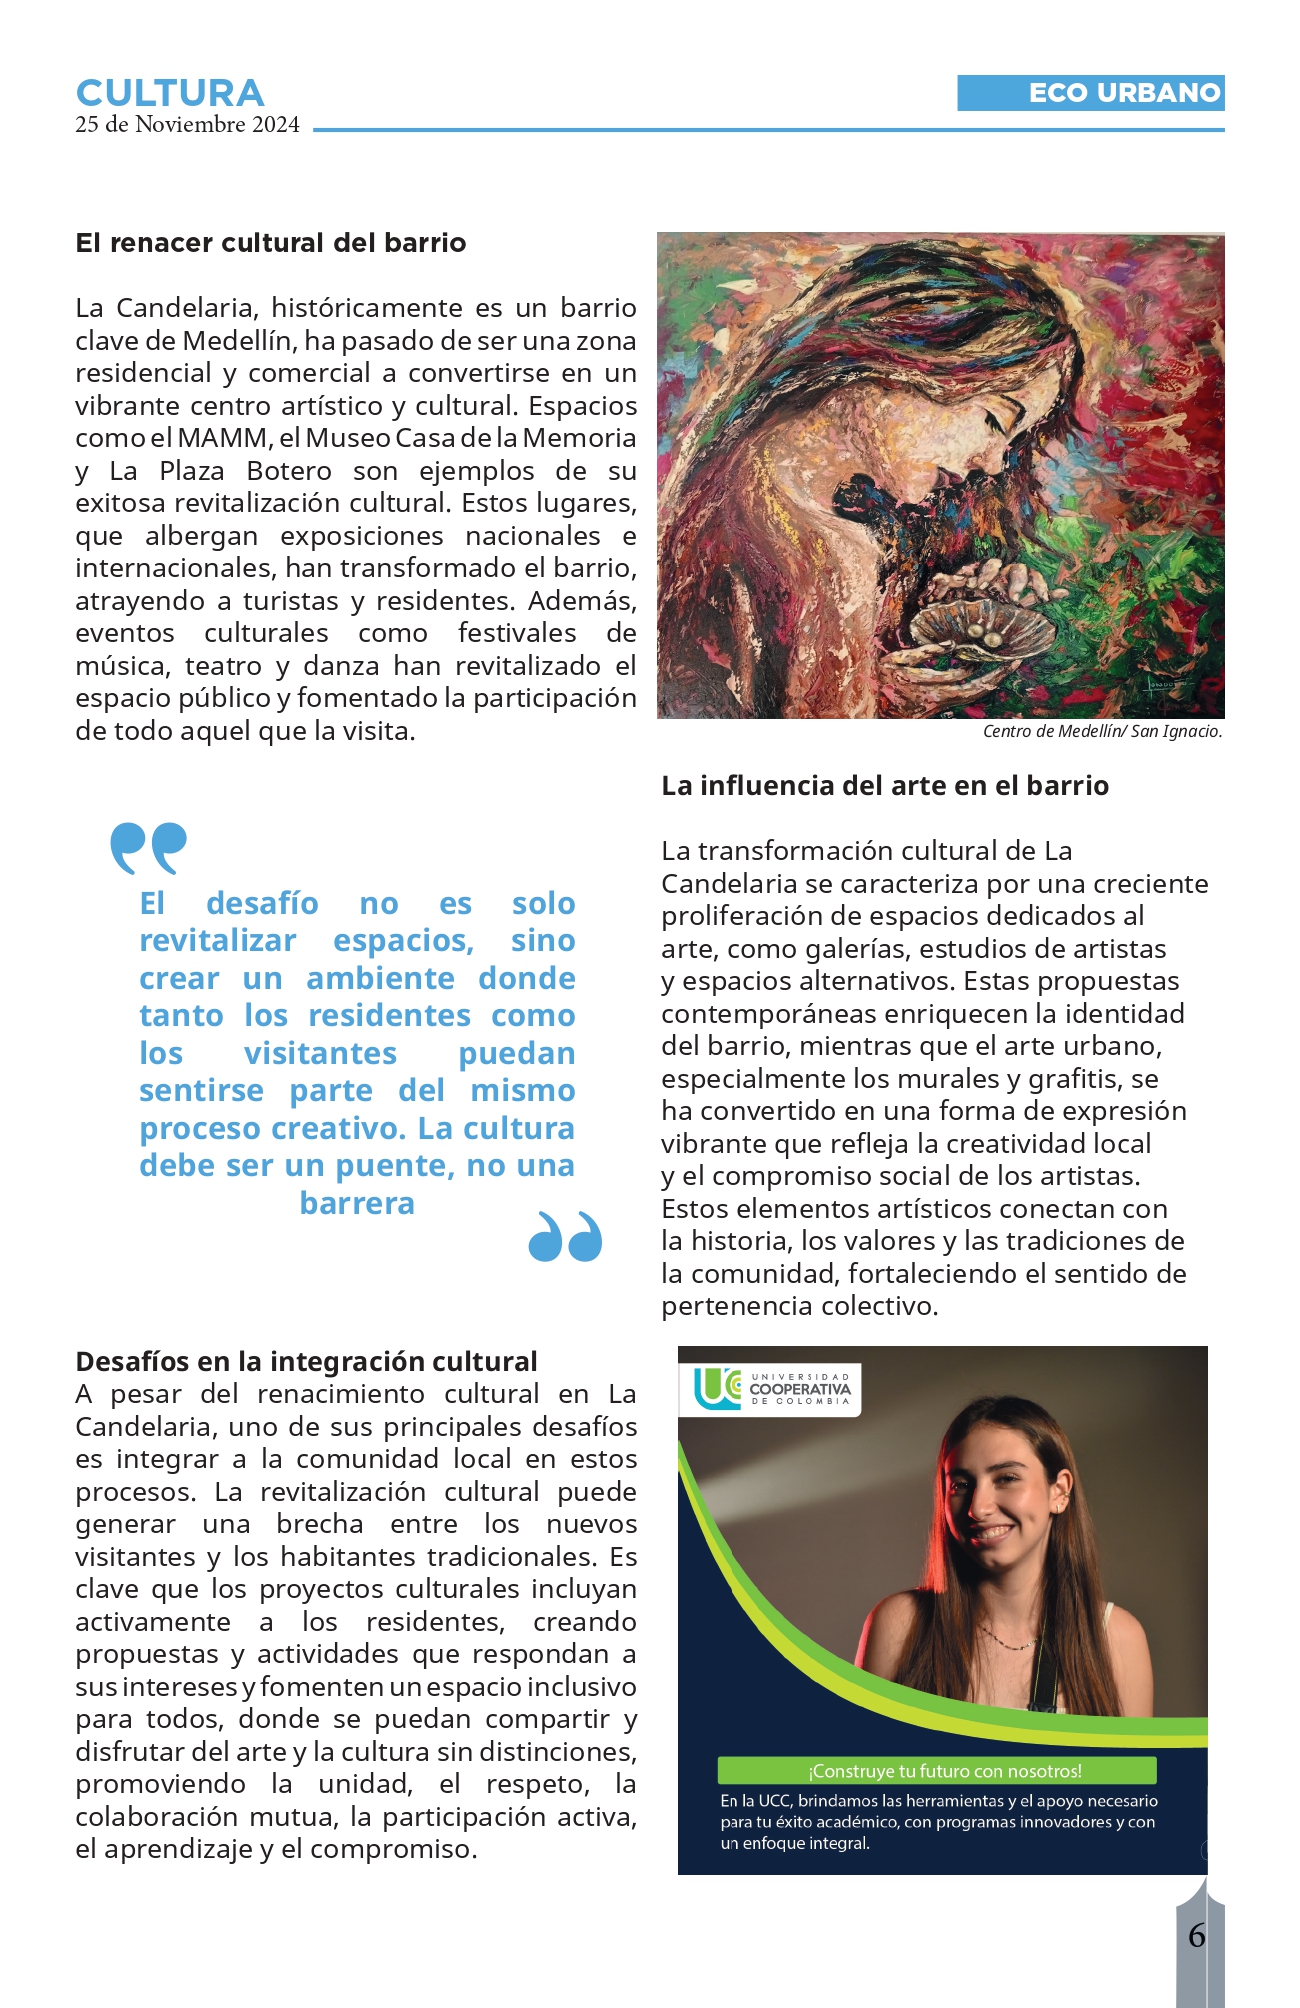 CULTURA
25 de Noviembre 2024
ECO URBANO
El renacer cultural del barrio
La Candelaria, históricamente es un barrio
clave de Medellín, ha pasado de ser una zona
residencial y comercial a convertirse en un
vibrante centro artístico y cultural. Espacios
como el MAMM, el Museo Casa de la Memoria
y La Plaza Botero son ejemplos de su
exitosa revitalización cultural. Estos lugares,
que albergan exposiciones nacionales e
internacionales, han transformado el barrio,
atrayendo a turistas y residentes. Además,
eventos culturales como festivales de
música, teatro y danza han revitalizado el
espacio público y fomentado la participación
de todo aquel que la visita.
El desafío no es solo
revitalizar espacios, sino
crear un ambiente donde
tanto los residentes como
los visitantes puedan
sentirse parte del mismo
proceso creativo. La cultura
debe ser un puente, no una
barrera
Desafíos en la integración cultural
A pesar del renacimiento cultural en La
Candelaria, uno de sus principales desafíos
es integrar a la comunidad local en estos
procesos. La revitalización cultural puede
generar una brecha entre los nuevos
visitantes y los habitantes tradicionales. Es
clave que los proyectos culturales incluyan
activamente a los residentes, creando
propuestas y actividades que respondan a
sus intereses y fomenten un espacio inclusivo
para todos, donde se puedan compartir y
disfrutar del arte y la cultura sin distinciones,
promoviendo la unidad, el respeto, la
colaboración mutua, la participación activa,
el aprendizaje y el compromiso.
Centro de Medellín/ San Ignacio.
La influencia del arte en el barrio
La transformación cultural de La
Candelaria se caracteriza por una creciente
proliferación de espacios dedicados al
arte, como galerías, estudios de artistas
y espacios alternativos. Estas propuestas
contemporáneas enriquecen la identidad
del barrio, mientras que el arte urbano,
especialmente los murales y grafitis, se
ha convertido en una forma de expresión
vibrante que refleja la creatividad local
y el compromiso social de los artistas.
Estos elementos artísticos conectan con
la historia, los valores y las tradiciones de
la comunidad, fortaleciendo el sentido de
pertenencia colectivo.
UNIVERSIDAD
COOPERATIVA
DE COLOMBIA
¡Construye tu futuro con nosotros!
En la UCC, brindamos las herramientas y el apoyo necesario
para tu éxito académico, con programas innovadores y con
un enfoque integral.
6